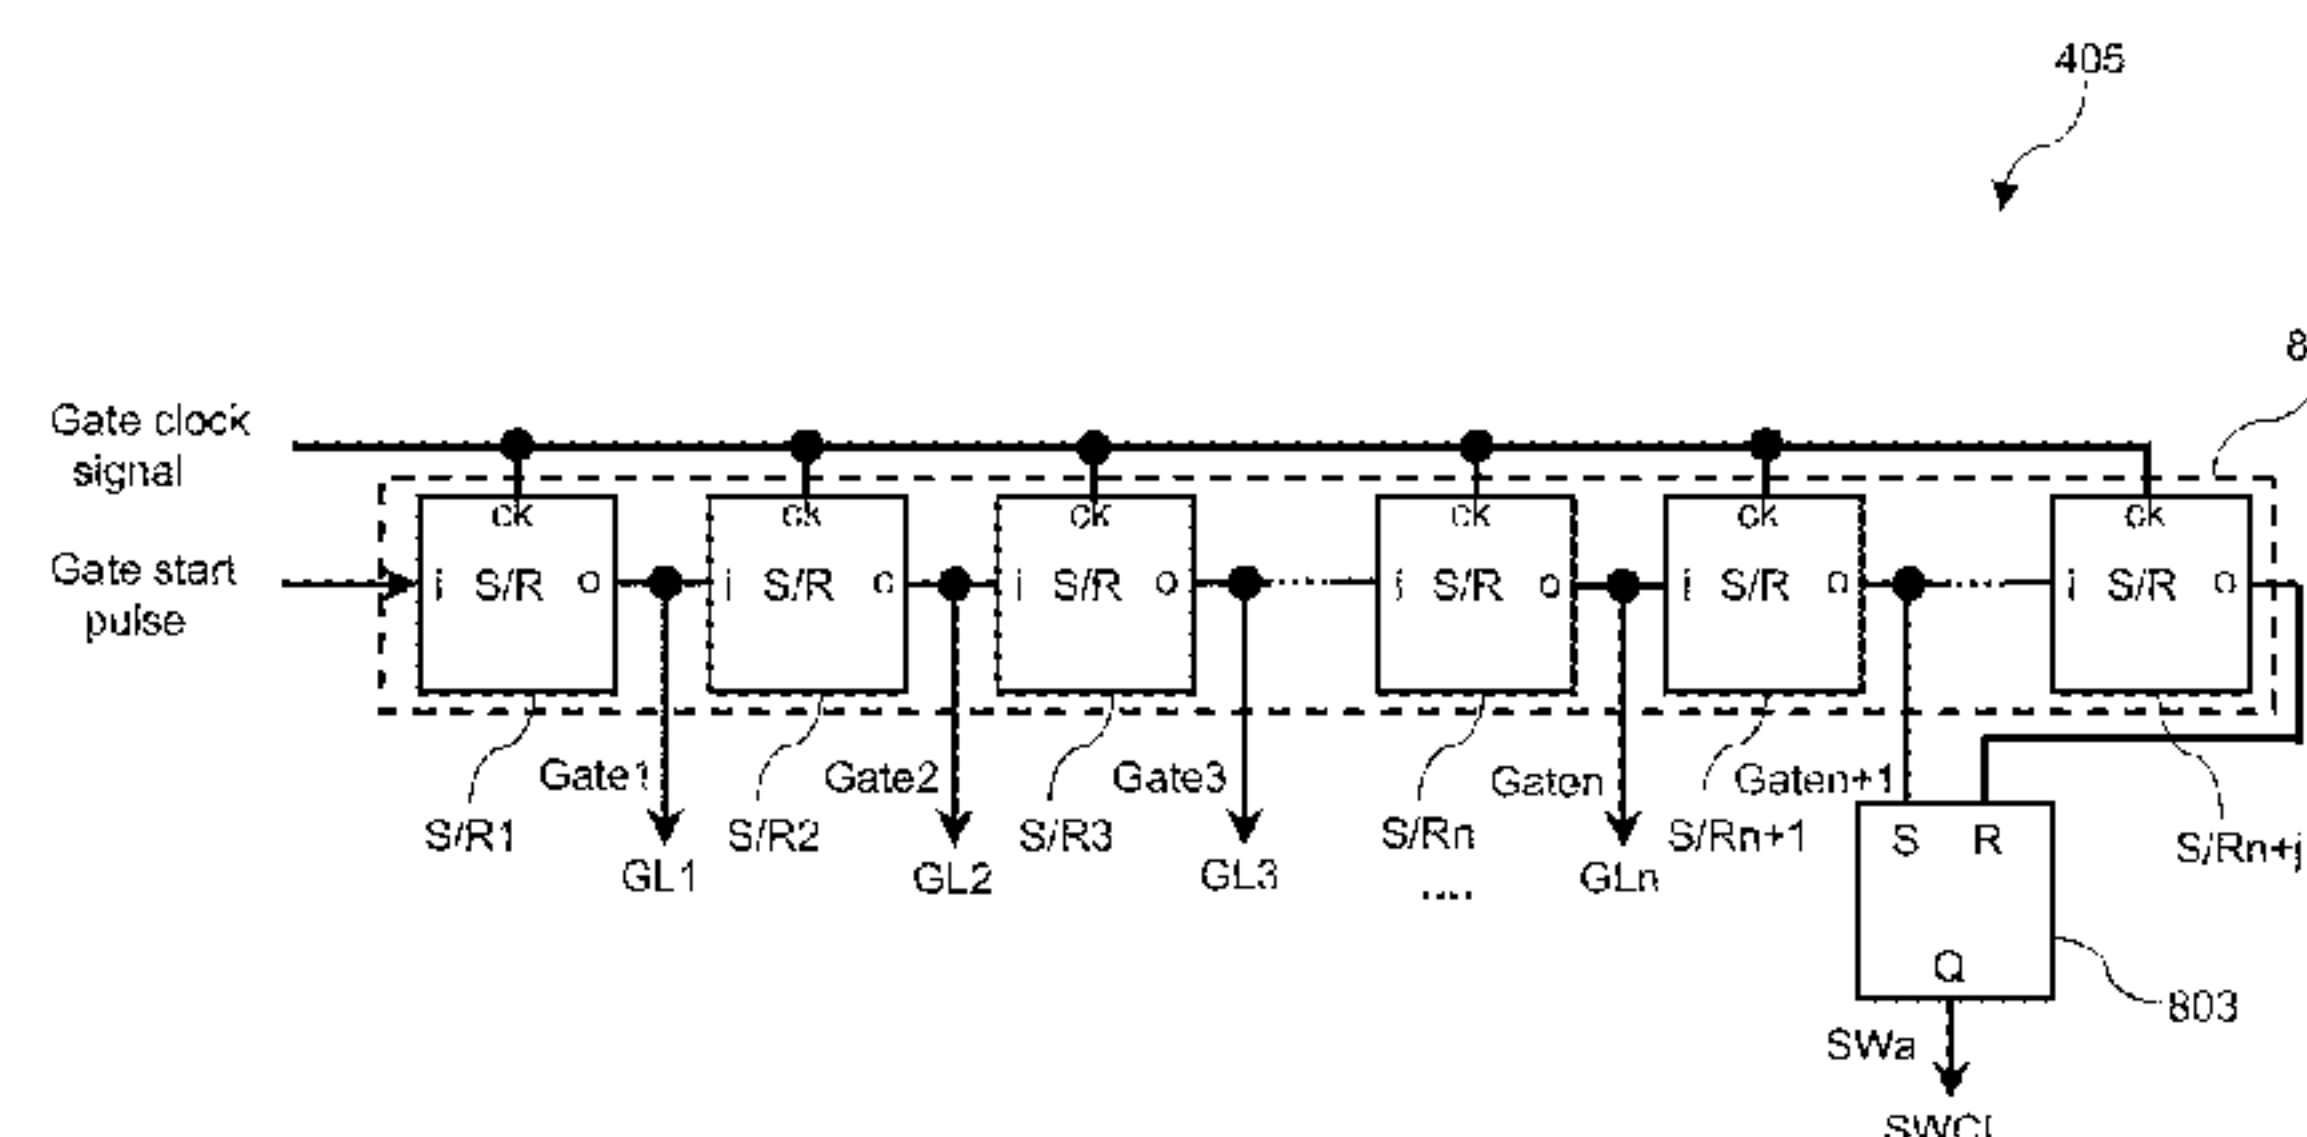 405
8
Gate clock
signal
ck ck ck ck ck ck
Gate start
pulse
i S/R o i S/R o i S/R o i S/R o i S/R o i S/R o
Gate1 Gate2 Gate3 Gaten Gaten+1
S/R1 S/R2 S/R3 S/Rn S/Rn+1 S R S/Rn+j
GL1 GL2 GL3 .... GLn
Q
803
SWa